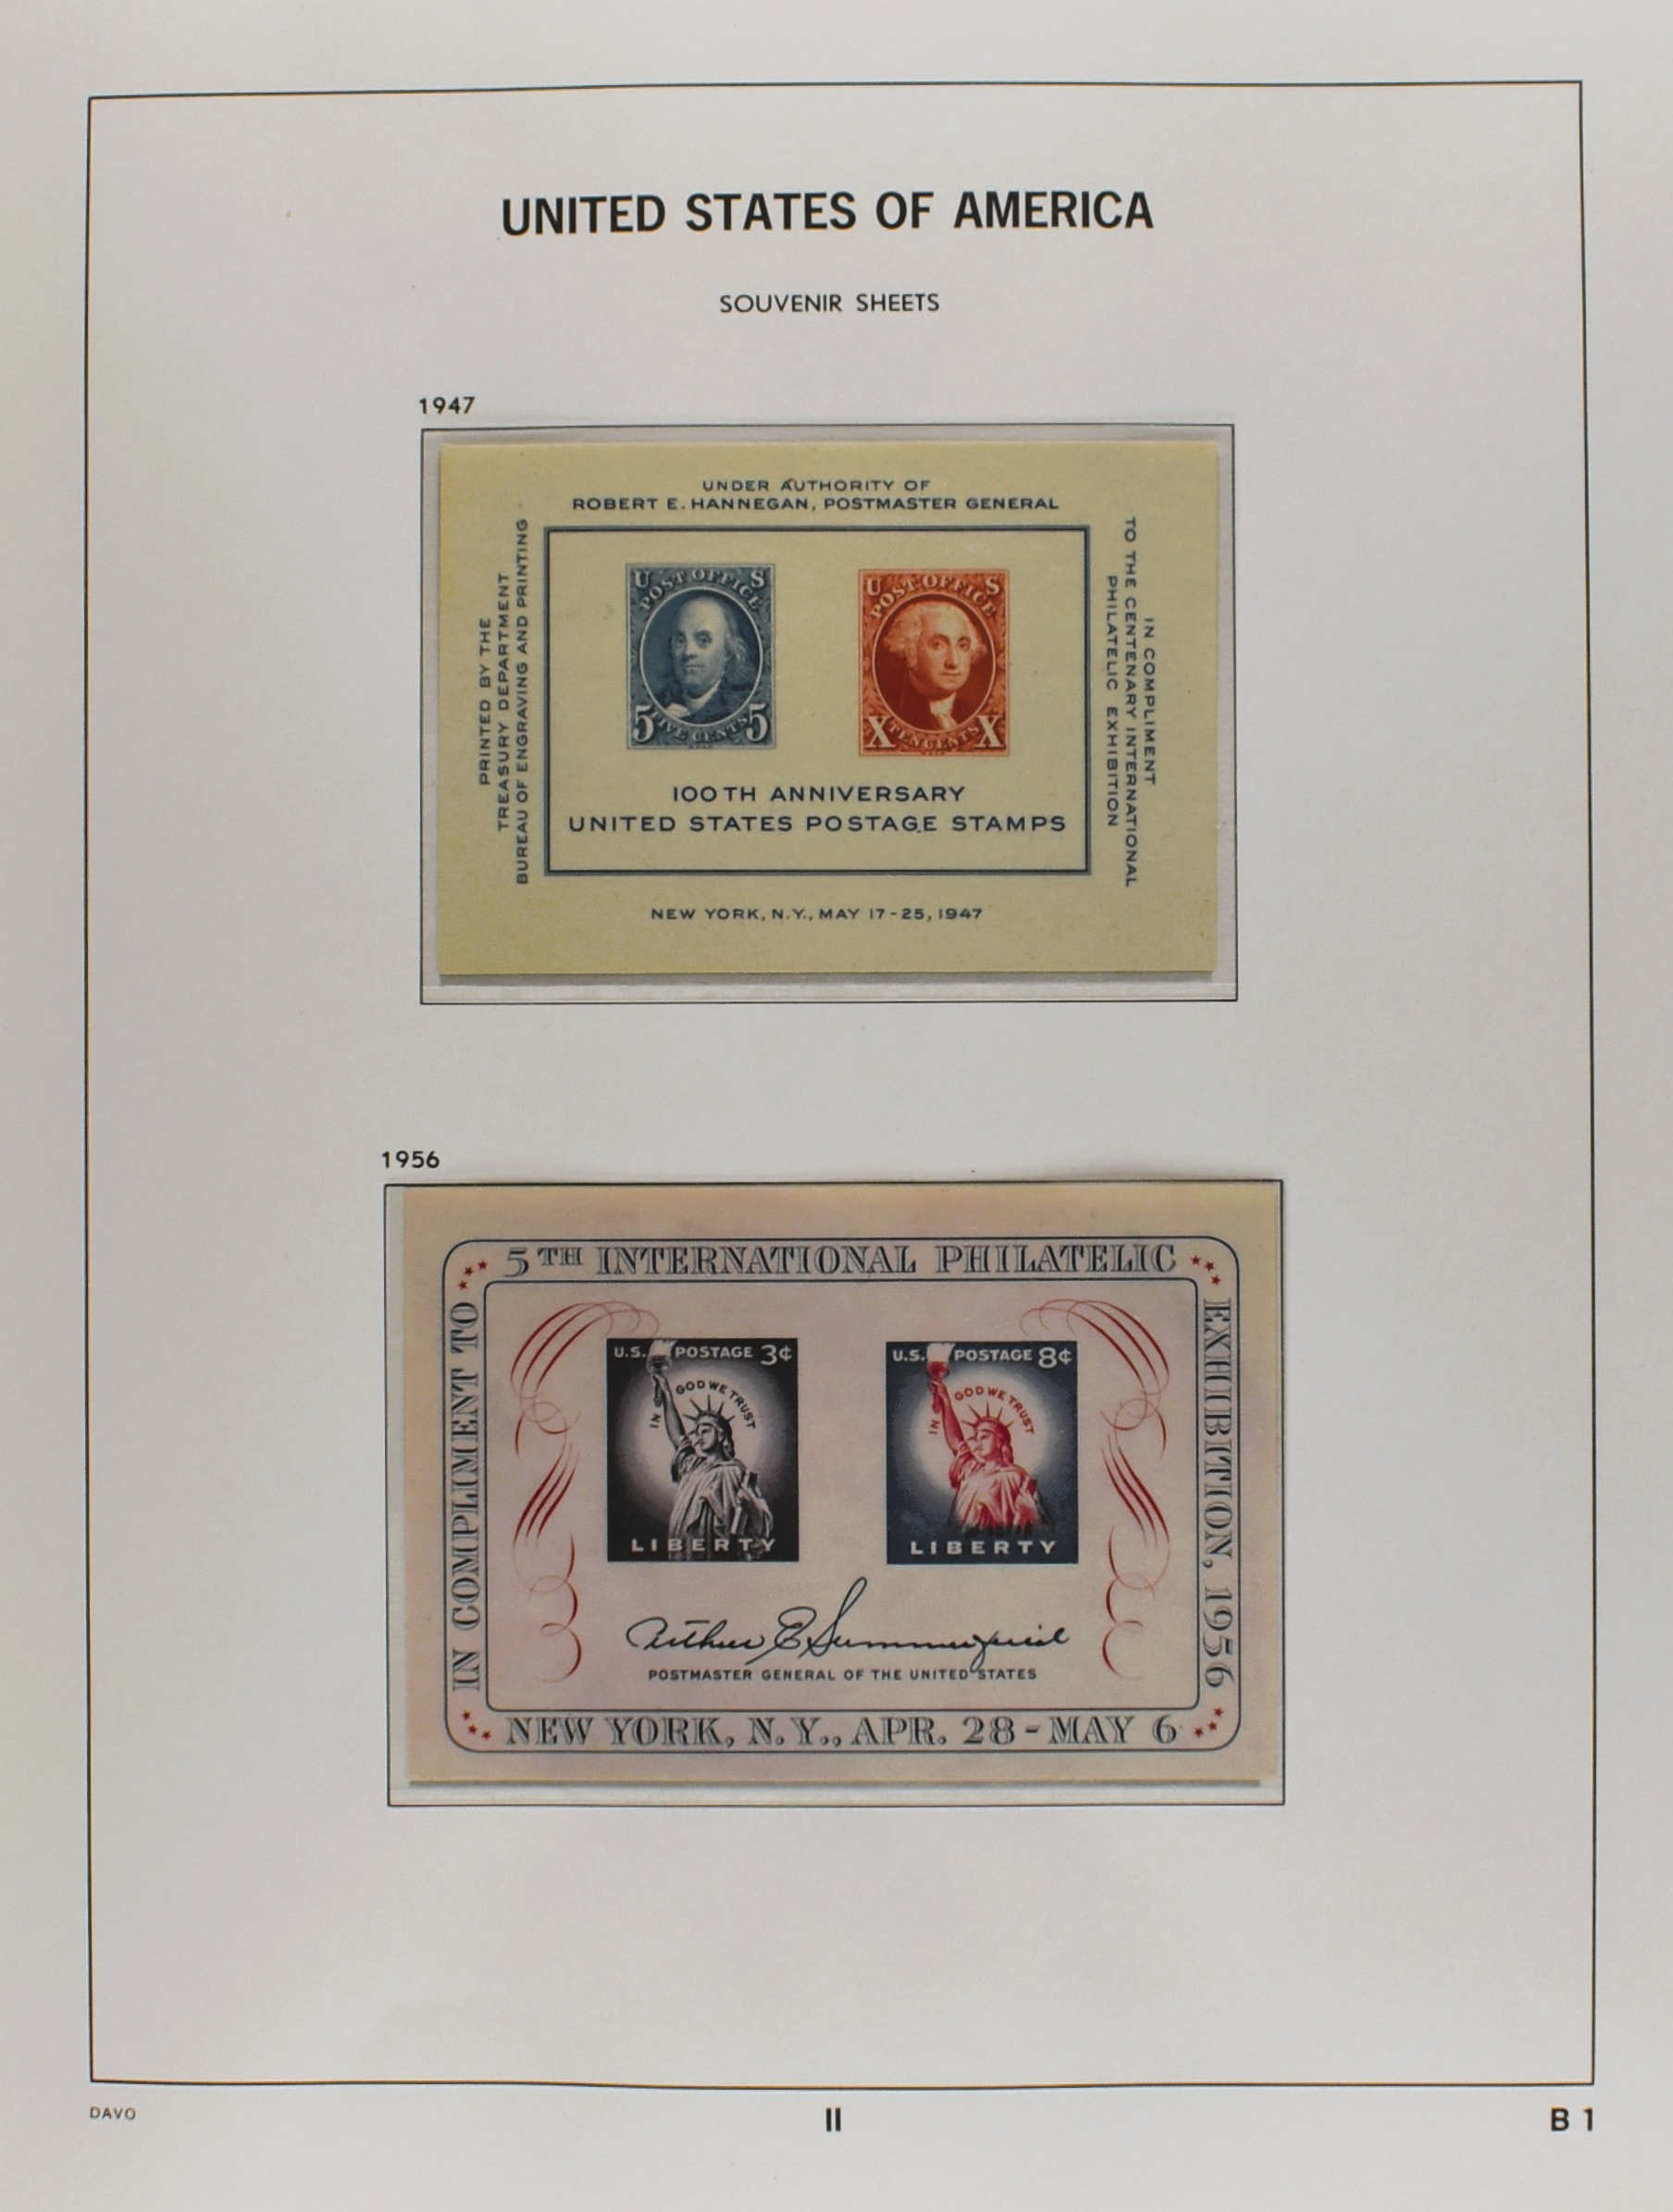 UNITED STATES OF AMERICA
SOUVENIR SHEETS
1947
UNDER AUTHORITY OF
ROBERT E. HANNEGAN, POSTMASTER GENERAL
PRINTED BY THE
TREASURY DEPARTMENT
BUREAU OF ENGRAVING AND PRINTING
U S
POST OFFICE
5 FIVE CENTS 5
U S
POST OFFICE
X TEN CENTS X
IN COMPLIMENT
TO THE CENTENARY INTERNATIONAL
PHILATELIC EXHIBITION
100TH ANNIVERSARY
UNITED STATES POSTAGE STAMPS
NEW YORK, N.Y., MAY 17-25, 1947
1956
IN COMPLIMENT TO
5TH INTERNATIONAL PHILATELIC
EXHIBITION, 1956
U.S. POSTAGE 3¢
IN GOD WE TRUST
LIBERTY
U.S. POSTAGE 8¢
IN GOD WE TRUST
LIBERTY
Arthur E Summerfield
POSTMASTER GENERAL OF THE UNITED STATES
NEW YORK, N.Y., APR. 28-MAY 6
DAVO
II
B 1